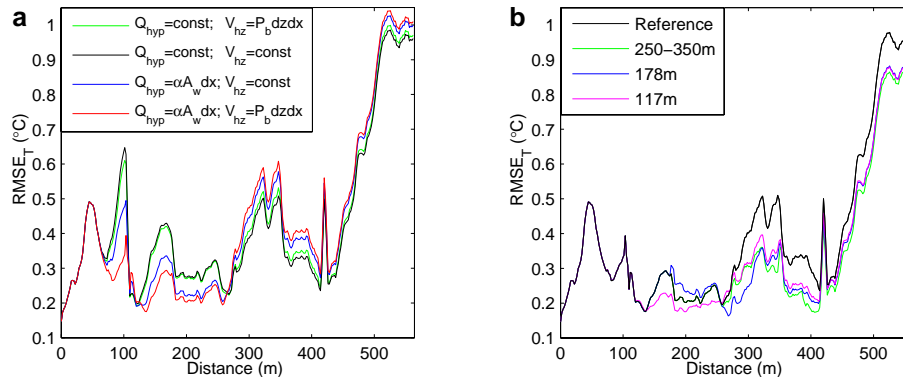 a
Q_hyp=const; V_hz=P_b dzdx
Q_hyp=const; V_hz=const
Q_hyp=αA_w dx; V_hz=const
Q_hyp=αA_w dx; V_hz=P_b dzdx
RMSE_T (°C)
1
0.9
0.8
0.7
0.6
0.5
0.4
0.3
0.2
0.1
0 100 200 300 400 500
Distance (m)
b
Reference
250−350m
178m
117m
RMSE_T (°C)
1
0.9
0.8
0.7
0.6
0.5
0.4
0.3
0.2
0.1
0 100 200 300 400 500
Distance (m)